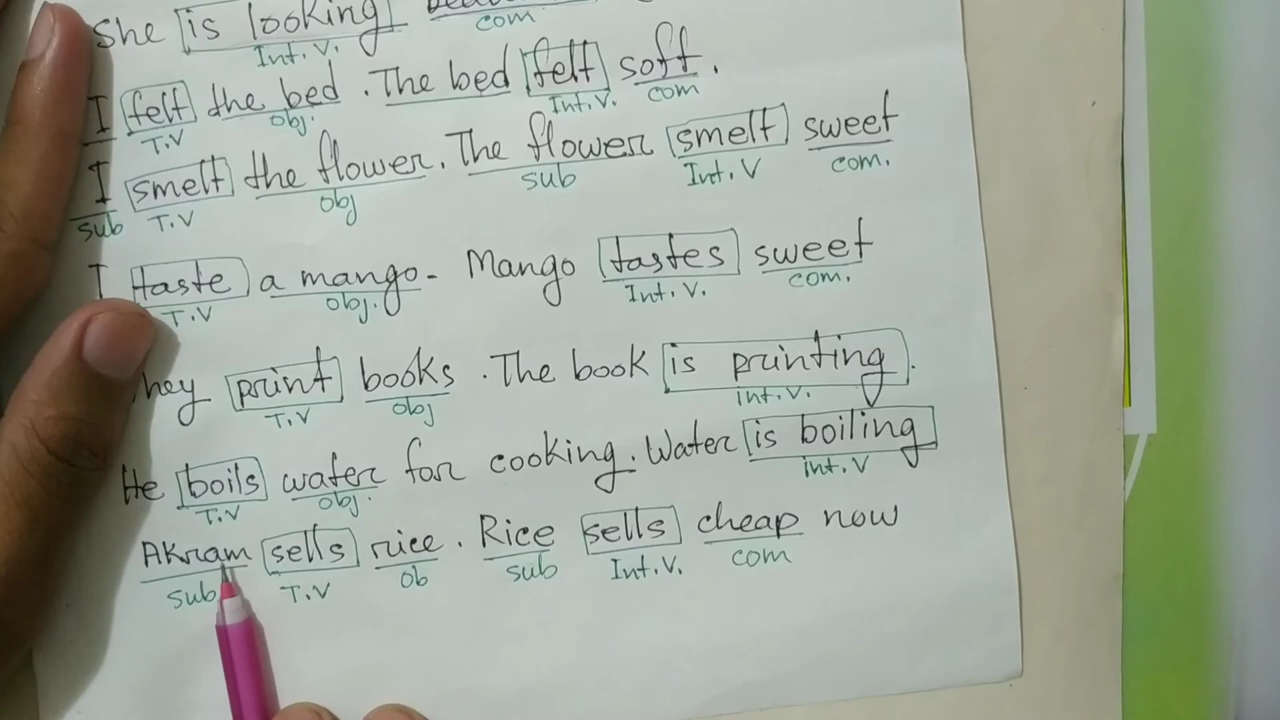 She is looking
com
Int. V.
I felt the bed. The bed felt soft.
T.V obj. Int. V. com
I smelt the flower. The flower smelt sweet
sub T.V obj sub Int. V com.
I taste a mango - Mango tastes sweet
T.V obj. Int. V. com.
hey print books. The book is printing.
T.V obj int. V.
He boils water for cooking. Water is boiling
T.V obj. int. V
Akram sells rice. Rice sells cheap now
sub T.V ob sub Int. V. com